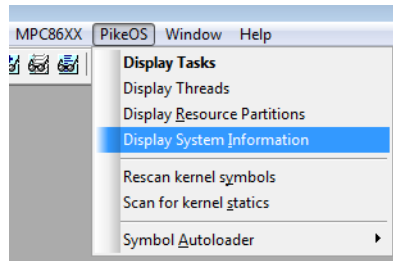 MPC86XX PikeOS Window Help
Display Tasks
Display Threads
Display Resource Partitions
Display System Information
Rescan kernel symbols
Scan for kernel statics
Symbol Autoloader